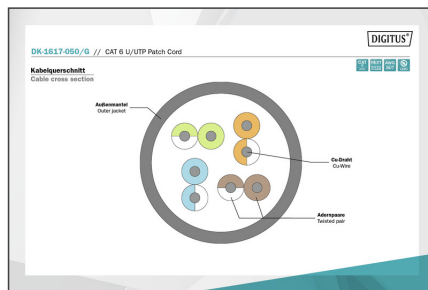 DIGITUS®
DK-1617-050/G // CAT 6 U/UTP Patch Cord
Kabelquerschnitt
Cable cross section
Außenmantel
Outer jacket
Cu-Draht
Cu-Wire
Adernpaare
Twisted pair